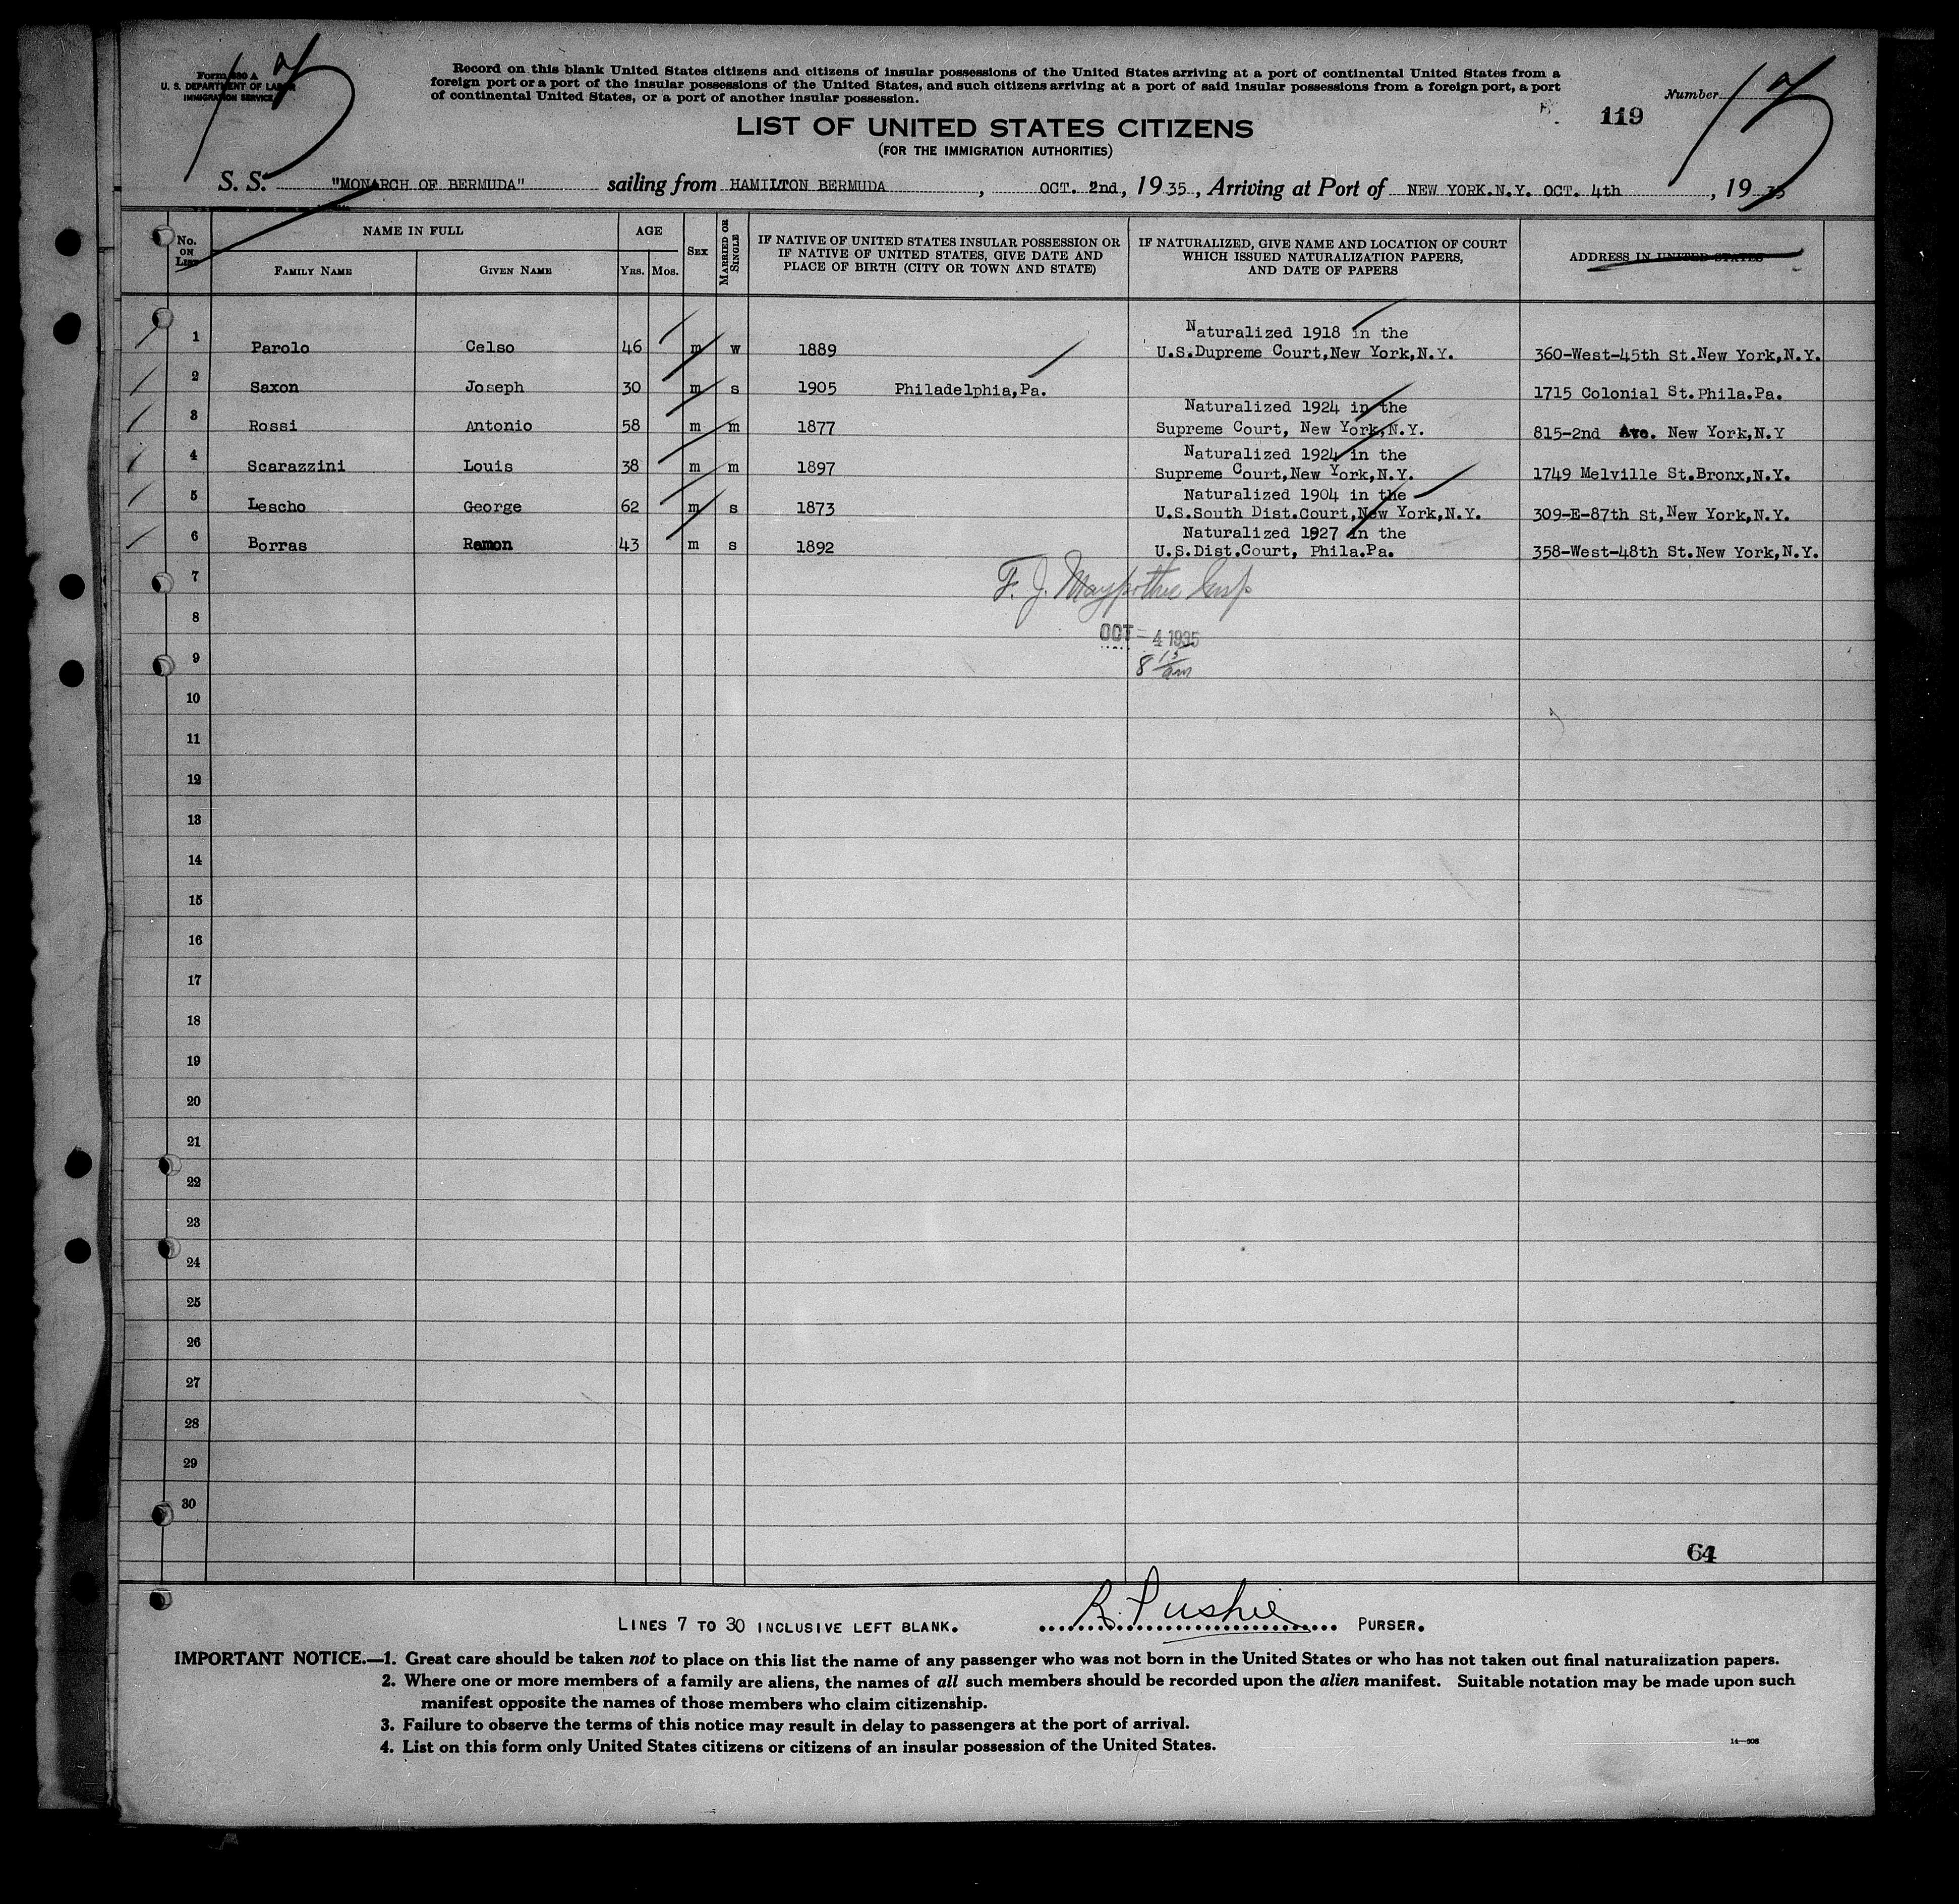 Form 630 A
U. S. DEPARTMENT OF LABOR
IMMIGRATION SERVICE
Record on this blank United States citizens and citizens of insular possessions of the United States arriving at a port of continental United States from a
foreign port or a port of the insular possessions of the United States, and such citizens arriving at a port of said insular possessions from a foreign port, a port
of continental United States, or a port of another insular possession.
Number
119
LIST OF UNITED STATES CITIZENS
(FOR THE IMMIGRATION AUTHORITIES)
S. S. "MONARCH OF BERMUDA" sailing from HAMILTON BERMUDA , OCT. 2nd, 1935, Arriving at Port of NEW YORK.N.Y. OCT. 4th , 1935
No. ON LIST
NAME IN FULL
FAMILY NAME GIVEN NAME
AGE
YRS. MOS.
SEX
MARRIED OR SINGLE
IF NATIVE OF UNITED STATES INSULAR POSSESSION OR
IF NATIVE OF UNITED STATES, GIVE DATE AND
PLACE OF BIRTH (CITY OR TOWN AND STATE)
IF NATURALIZED, GIVE NAME AND LOCATION OF COURT
WHICH ISSUED NATURALIZATION PAPERS,
AND DATE OF PAPERS
ADDRESS IN UNITED STATES
Naturalized 1918 in the
1 Parolo Celso 46 m w 1889 U.S.Dupreme Court,New York,N.Y. 360-West-45th St.New York,N.Y.
2 Saxon Joseph 30 m s 1905 Philadelphia,Pa. 1715 Colonial St.Phila.Pa.
Naturalized 1924 in the
3 Rossi Antonio 58 m m 1877 Supreme Court, New York,N.Y. 815-2nd Ave. New York,N.Y
Naturalized 1924 in the
4 Scarazzini Louis 38 m m 1897 Supreme Court,New York,N.Y. 1749 Melville St.Bronx,N.Y.
Naturalized 1904 in the
5 Lescho George 62 m s 1873 U.S.South Dist.Court,New York,N.Y. 309-E-87th St,New York,N.Y.
Naturalized 1927 in the
6 Borras Ramon 43 m s 1892 U.S.Dist.Court, Phila.Pa. 358-West-48th St.New York,N.Y.
7
F. J.
8
OCT - 4 1935
9
8 15 am
10
11
12
13
14
15
16
17
18
19
20
21
22
23
24
25
26
27
28
29
30
64
LINES 7 TO 30 INCLUSIVE LEFT BLANK. R. Pushie PURSER.
IMPORTANT NOTICE.—1. Great care should be taken not to place on this list the name of any passenger who was not born in the United States or who has not taken out final naturalization papers.
2. Where one or more members of a family are aliens, the names of all such members should be recorded upon the alien manifest. Suitable notation may be made upon such
manifest opposite the names of those members who claim citizenship.
3. Failure to observe the terms of this notice may result in delay to passengers at the port of arrival.
4. List on this form only United States citizens or citizens of an insular possession of the United States.